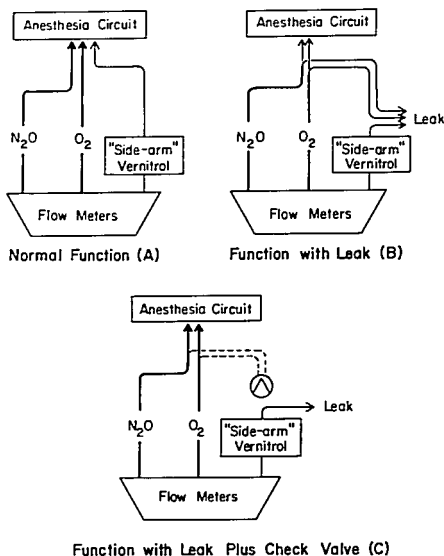 Anesthesia Circuit
N₂O
O₂
"Side-arm"
Vernitrol
Flow Meters
Normal Function (A)
Anesthesia Circuit
Leak
N₂O
O₂
"Side-arm"
Vernitrol
Flow Meters
Function with Leak (B)
Anesthesia Circuit
Leak
N₂O
O₂
"Side-arm"
Vernitrol
Flow Meters
Function with Leak Plus Check Valve (C)